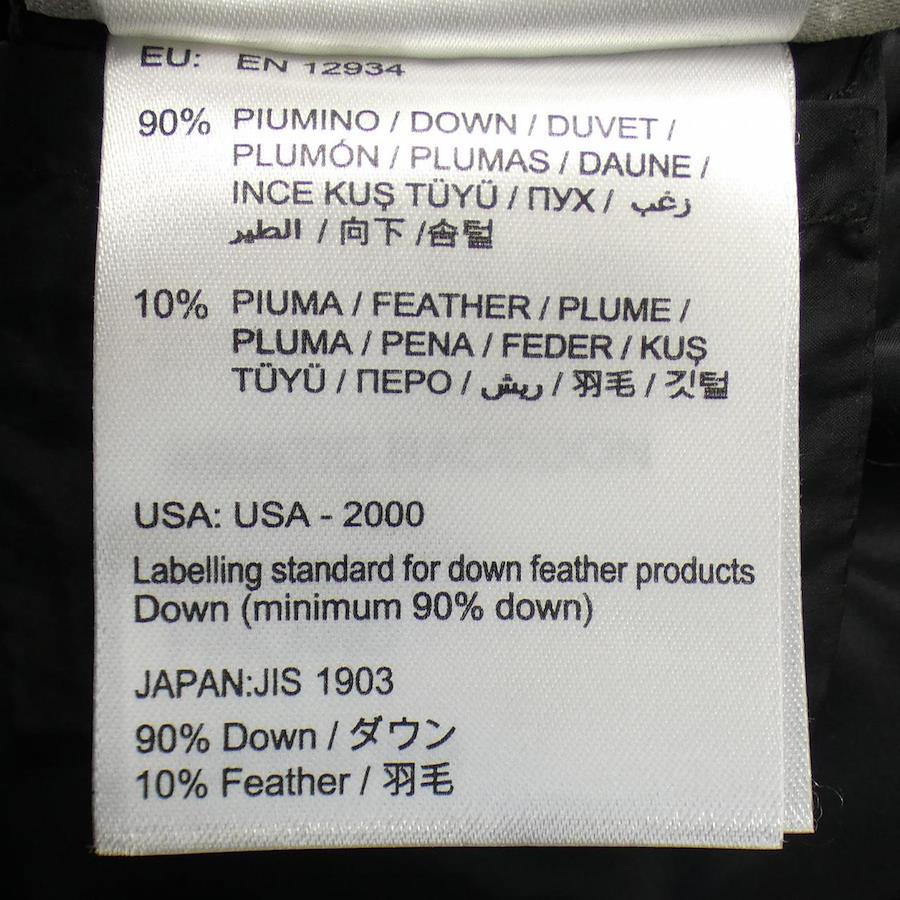 EU: EN 12934
90% PIUMINO / DOWN / DUVET /
PLUMÓN / PLUMAS / DAUNE /
INCE KUŞ TÜYÜ / ПУХ / زغب
الطير / 向下 /솜털
10% PIUMA / FEATHER / PLUME /
PLUMA / PENA / FEDER / KUŞ
TÜYÜ / ПЕРО / ريش / 羽毛 / 깃털
USA: USA - 2000
Labelling standard for down feather products
Down (minimum 90% down)
JAPAN:JIS 1903
90% Down / ダウン
10% Feather / 羽毛